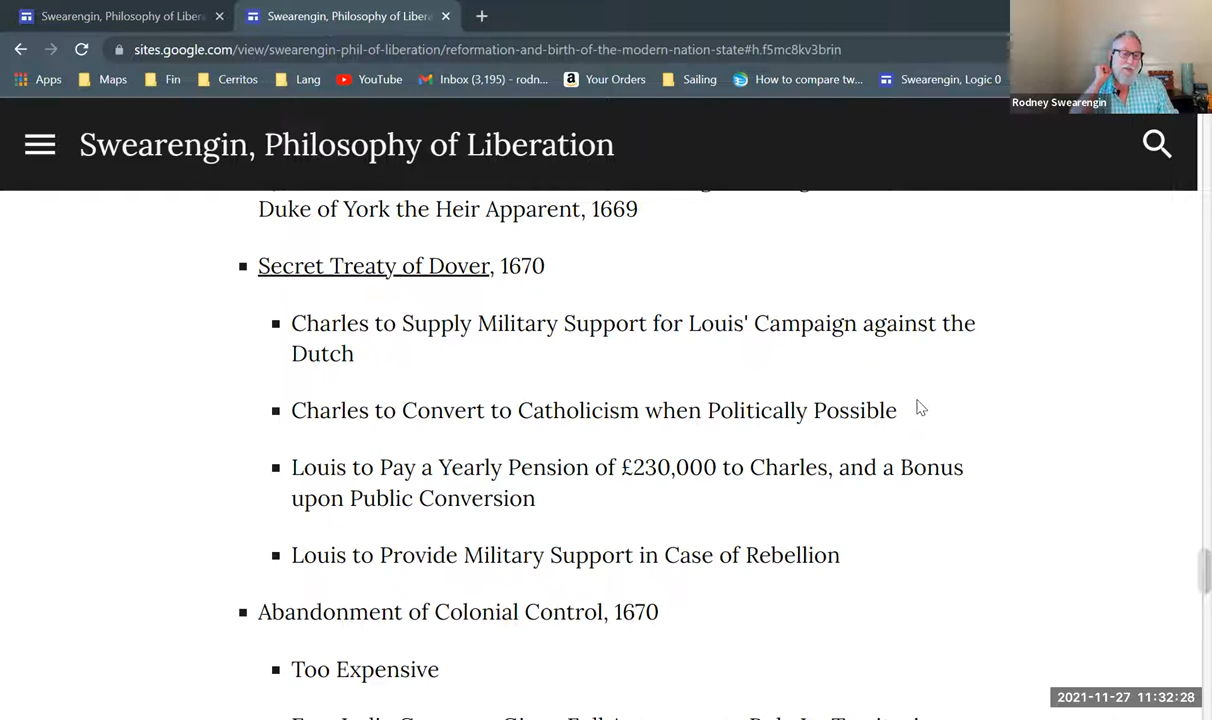 Swearengin, Philosophy of Liber
Swearengin, Philosophy of Libera
sites.google.com/view/swearengin-phil-of-liberation/reformation-and-birth-of-the-modern-nation-state#h.f5mc8kv3brin
Apps Maps Fin Cerritos Lang YouTube Inbox (3,195) - rodn... Your Orders Sailing How to compare tw... Swearengin, Logic 0
Rodney Swearengin
Swearengin, Philosophy of Liberation
Duke of York the Heir Apparent, 1669
Secret Treaty of Dover, 1670
Charles to Supply Military Support for Louis' Campaign against the
Dutch
Charles to Convert to Catholicism when Politically Possible
Louis to Pay a Yearly Pension of £230,000 to Charles, and a Bonus
upon Public Conversion
Louis to Provide Military Support in Case of Rebellion
Abandonment of Colonial Control, 1670
Too Expensive
2021-11-27 11:32:28